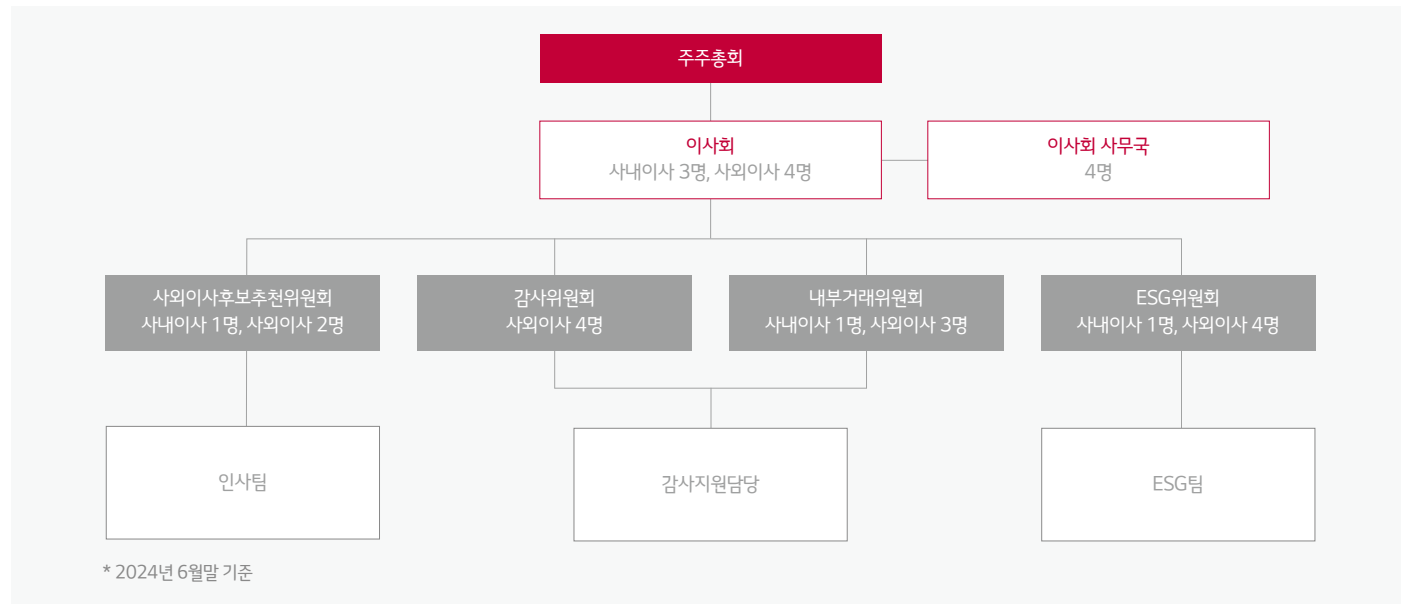 주주총회
이사회
사내이사 3명, 사외이사 4명
이사회 사무국
4명
사외이사후보추천위원회
사내이사 1명, 사외이사 2명
감사위원회
사외이사 4명
내부거래위원회
사내이사 1명, 사외이사 3명
ESG위원회
사내이사 1명, 사외이사 4명
인사팀
감사지원담당
ESG팀
* 2024년 6월말 기준